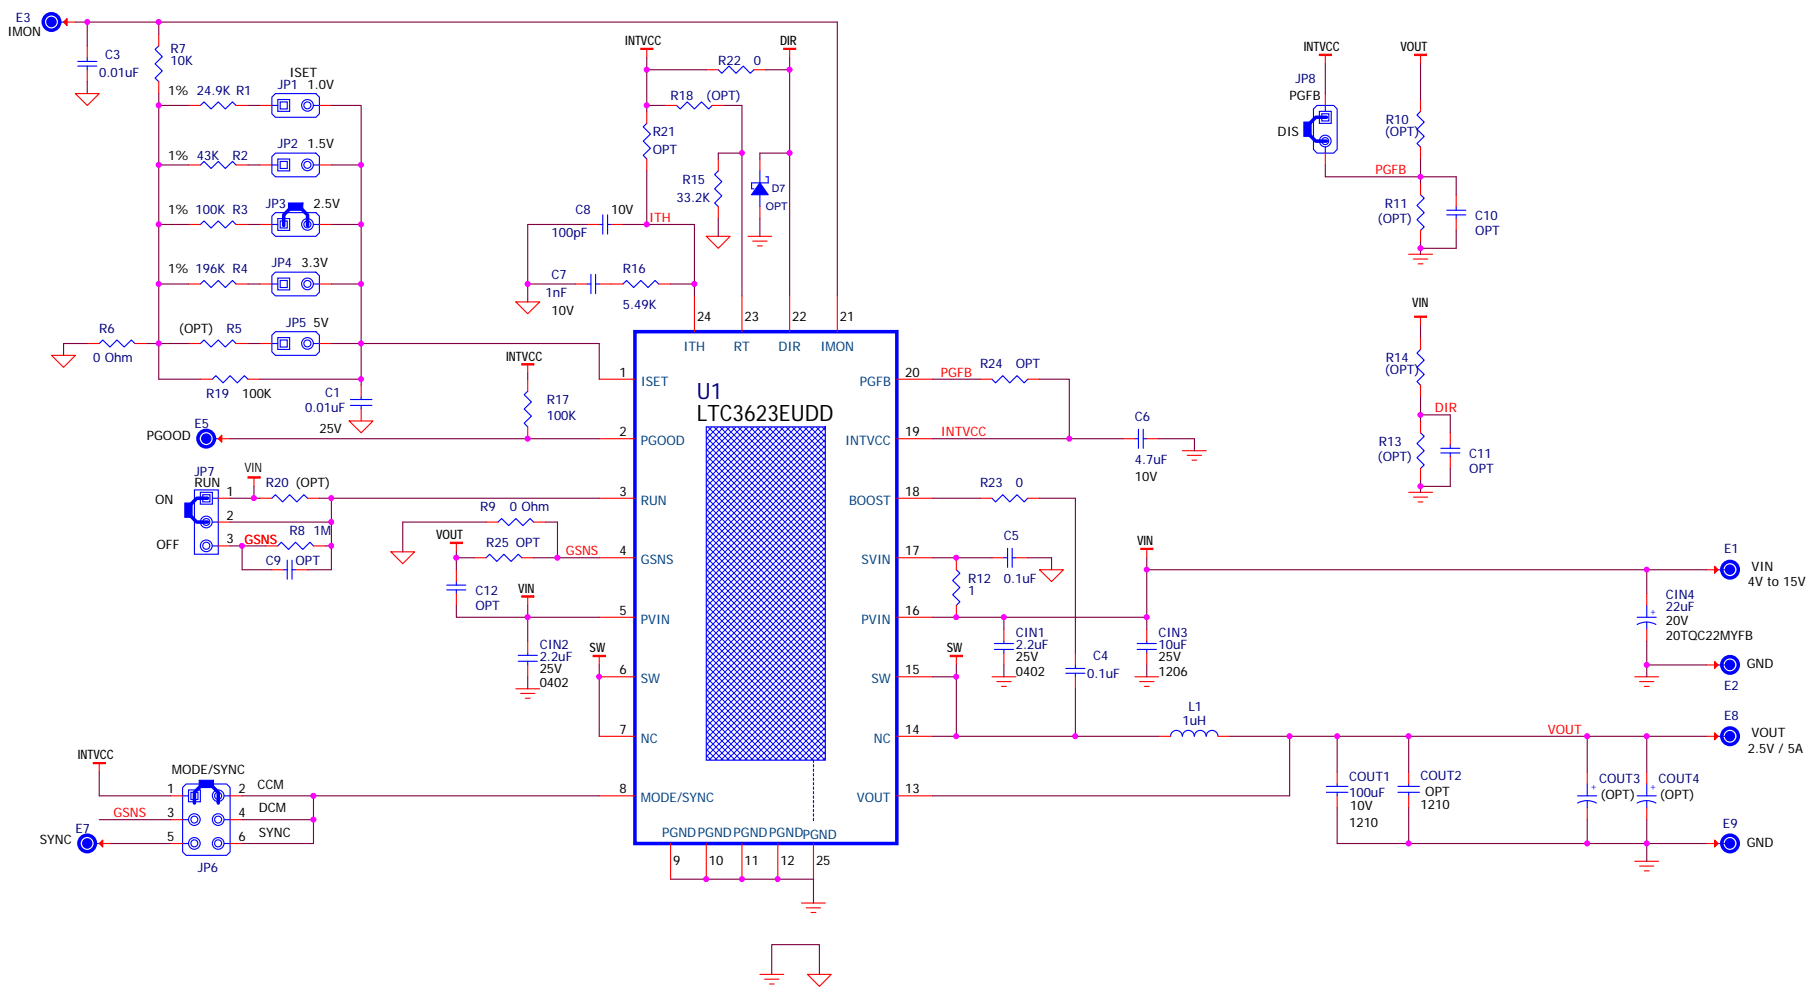 E3
IMON
C3
0.01uF
R7
10K
ISET
JP1 1.0V
1% 24.9K R1
JP2 1.5V
1% 43K R2
JP3 2.5V
1% 100K R3
JP4 3.3V
1% 196K R4
R6
0 Ohm
(OPT) R5
JP5 5V
R19 100K
C1
0.01uF
25V
E5
PGOOD
INTVCC
R17
100K
JP7
RUN
ON
OFF
1
2
3
VIN
R20 (OPT)
GSNS
R8 1M
C9 OPT
R9 0 Ohm
VOUT
R25 OPT
GSNS
C12
OPT
VIN
CIN2
2.2uF
25V
0402
SW
INTVCC
MODE/SYNC
1
2
CCM
GSNS
3
4
DCM
E7
SYNC
5
6
SYNC
JP6
INTVCC
DIR
R22 0
R18 (OPT)
R21
OPT
R15
33.2K
D7
OPT
C8
10V
ITH
100pF
C7
1nF
10V
R16
5.49K
24
23
22
21
ITH
RT
DIR
IMON
1
ISET
2
PGOOD
3
RUN
4
GSNS
5
PVIN
6
SW
7
NC
8
MODE/SYNC
U1
LTC3623EUDD
PGFB
20
INTVCC
19
BOOST
18
SVIN
17
PVIN
16
SW
15
NC
14
VOUT
13
PGND
PGND
PGND
PGND
PGND
9
10
11
12
25
PGFB
R24 OPT
INTVCC
C6
4.7uF
10V
R23 0
C5
0.1uF
R12
1
VIN
CIN1
2.2uF
25V
0402
CIN3
10uF
25V
1206
SW
C4
0.1uF
L1
1uH
INTVCC
JP8
PGFB
DIS
VOUT
R10
(OPT)
PGFB
R11
(OPT)
C10
OPT
VIN
R14
(OPT)
DIR
R13
(OPT)
C11
OPT
E1
VIN
4V to 15V
CIN4
22uF
20V
20TQC22MYFB
+
GND
E2
VOUT
E8
VOUT
2.5V / 5A
COUT1
100uF
10V
1210
COUT2
OPT
1210
COUT3
(OPT)
+
COUT4
(OPT)
+
E9
GND